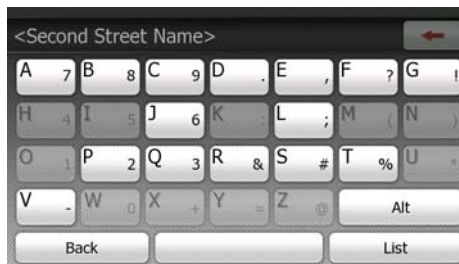 <Second Street Name>
A 7 B 8 C 9 D . E , F ? G !
H 4 I 5 J 6 K : L ; M ( N )
O 1 P 2 Q 3 R & S # T % U *
V - W 0 X + Y = Z @ Alt
Back List